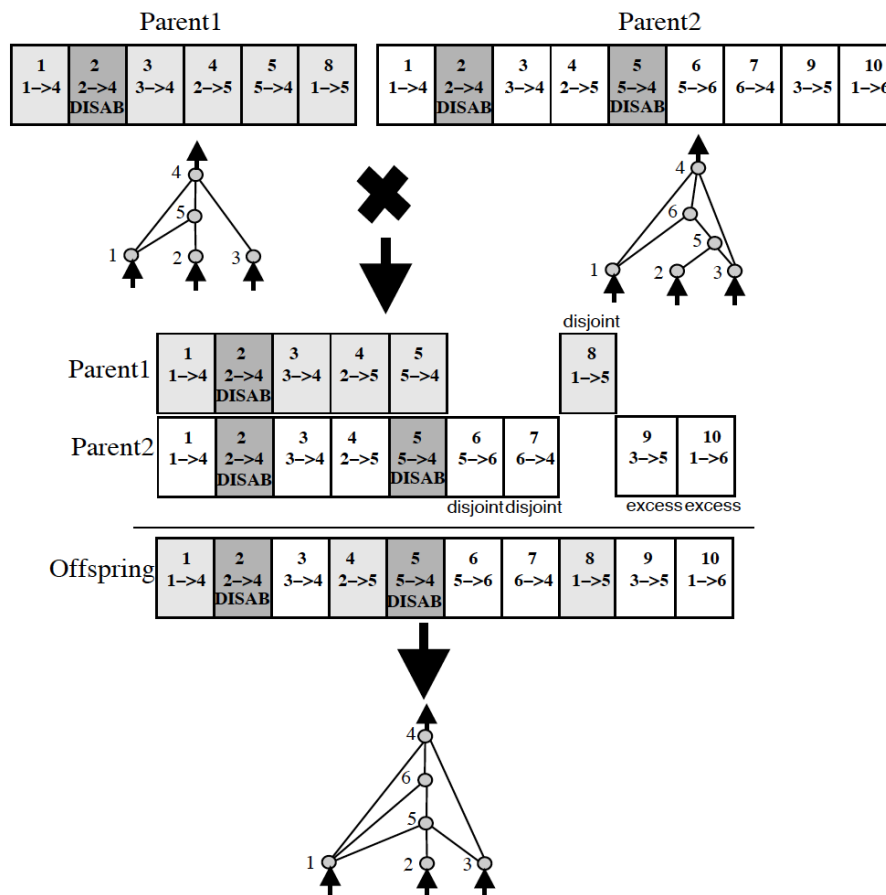 Parent1 Parent2
1 2 3 4 5 8 1 2 3 4 5 6 7 9 10
1->4 2->4 3->4 2->5 5->4 1->5 1->4 2->4 3->4 2->5 5->4 5->6 6->4 3->5 1->6
DISAB DISAB DISAB
4 4
5 6
5
1 2 3 1 2 3
disjoint
Parent1 1 2 3 4 5 8
1->4 2->4 3->4 2->5 5->4 1->5
DISAB
Parent2 1 2 3 4 5 6 7 9 10
1->4 2->4 3->4 2->5 5->4 5->6 6->4 3->5 1->6
DISAB DISAB
disjoint disjoint excess excess
Offspring 1 2 3 4 5 6 7 8 9 10
1->4 2->4 3->4 2->5 5->4 5->6 6->4 1->5 3->5 1->6
DISAB DISAB
4
6
5
1 2 3